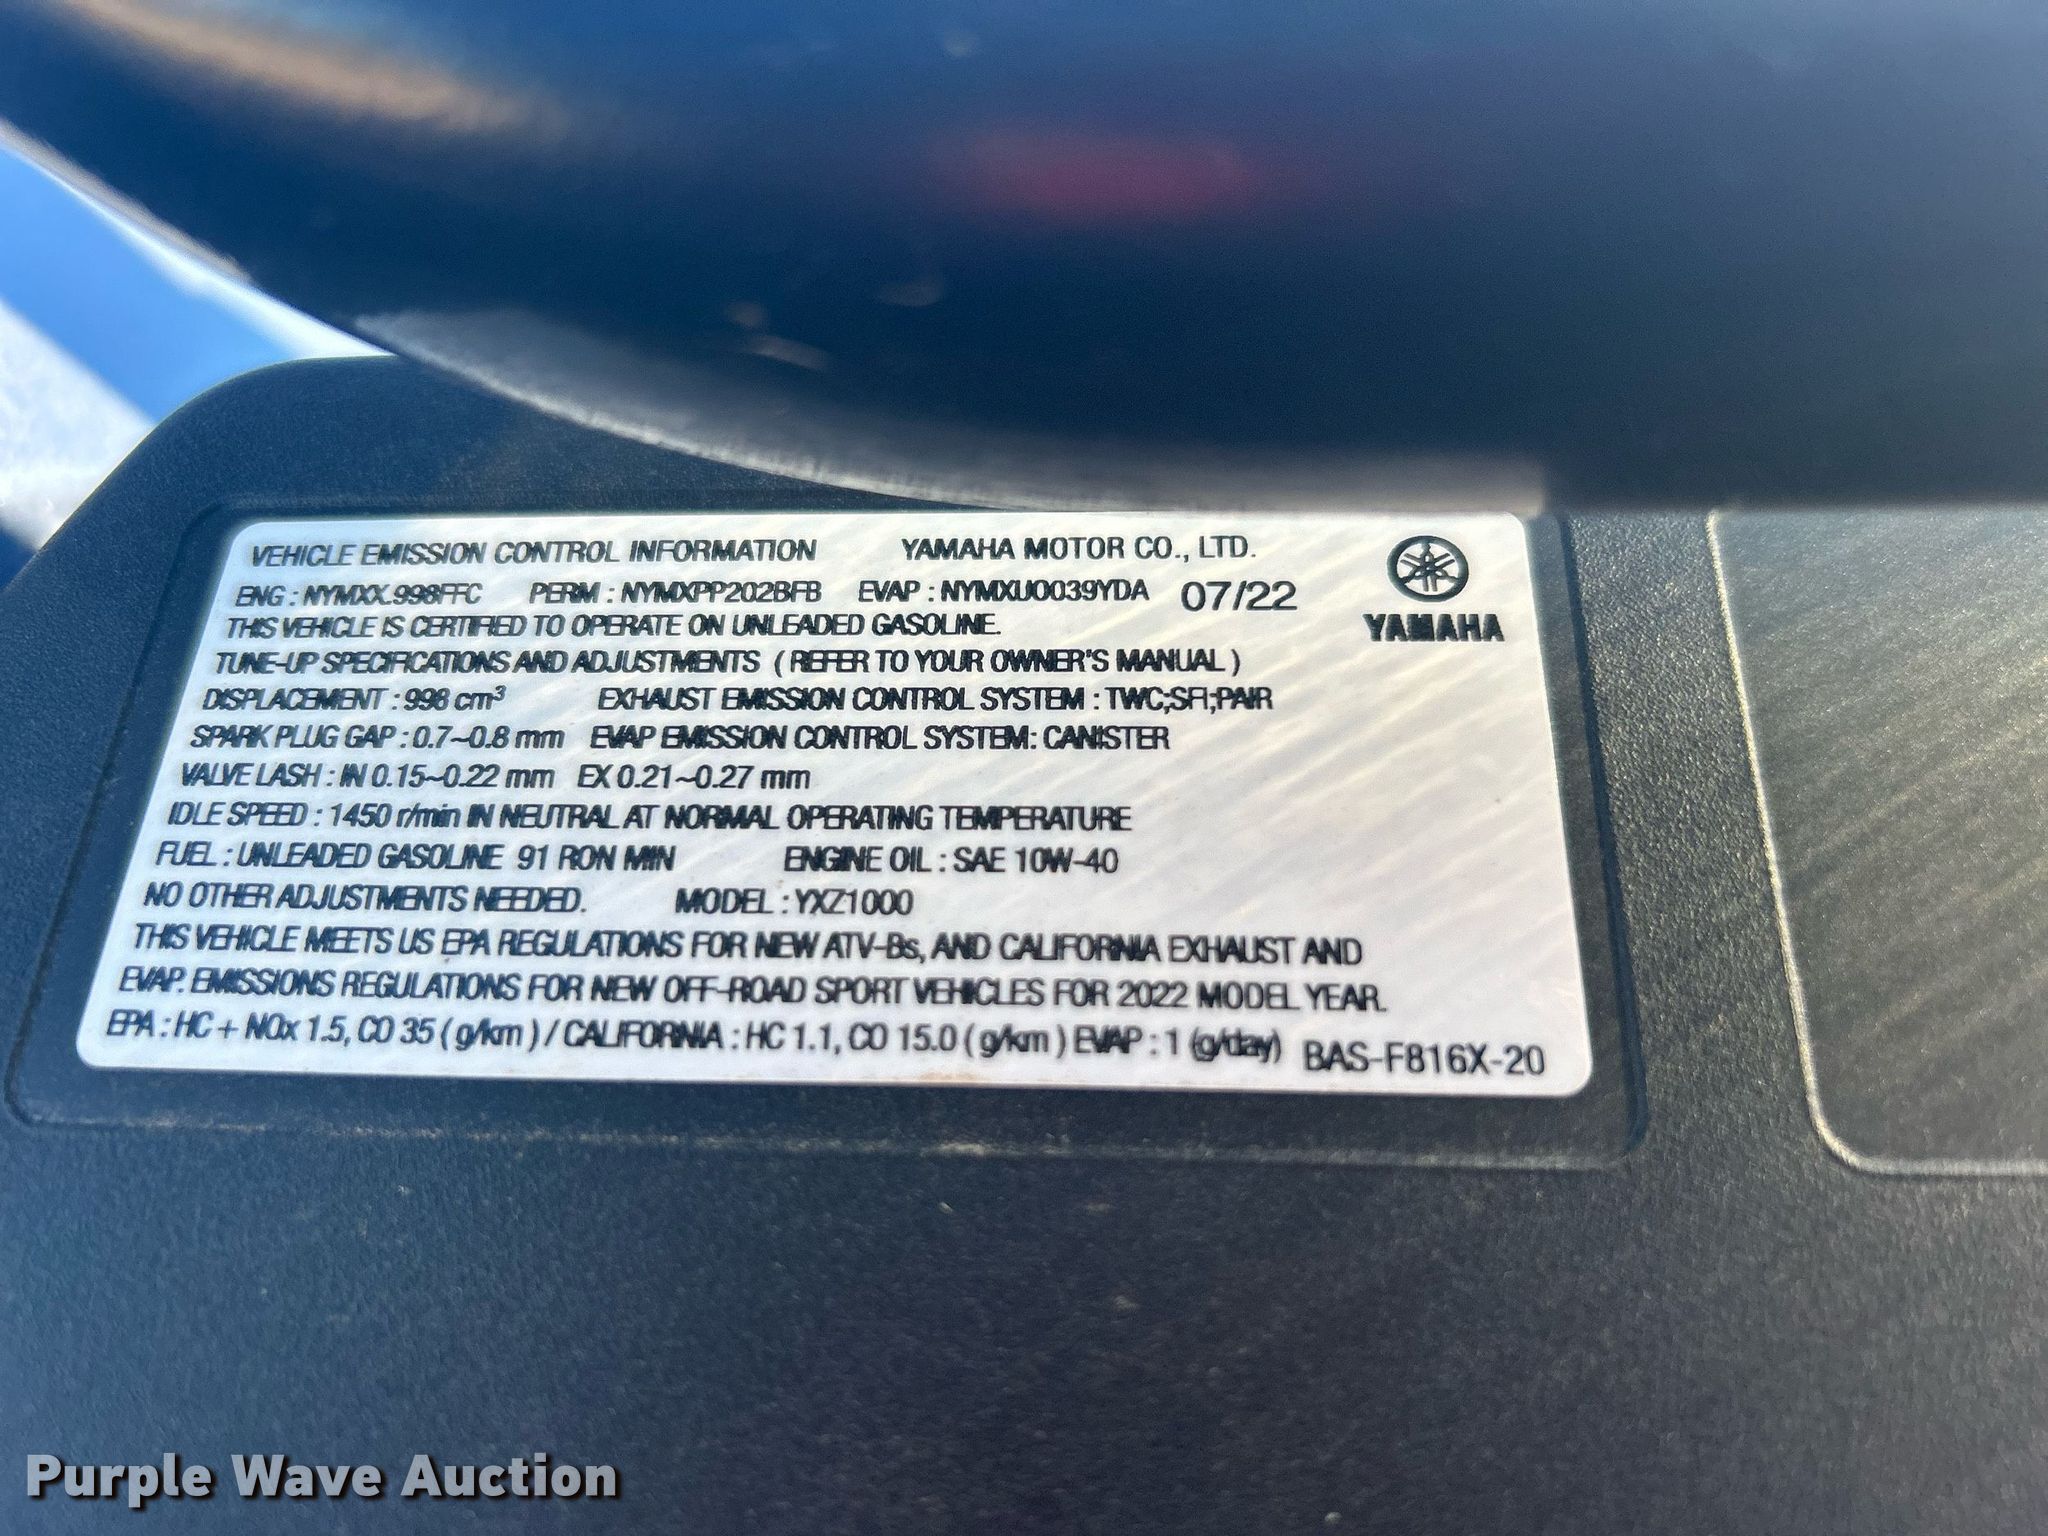 VEHICLE EMISSION CONTROL INFORMATION YAMAHA MOTOR CO., LTD.
ENG : NYMXX.998FFC PERM : NYMXPP202BFB EVAP : NYMXU0039YDA 07/22
YAMAHA
THIS VEHICLE IS CERTIFIED TO OPERATE ON UNLEADED GASOLINE.
TUNE-UP SPECIFICATIONS AND ADJUSTMENTS ( REFER TO YOUR OWNER'S MANUAL )
DISPLACEMENT : 998 cm³ EXHAUST EMISSION CONTROL SYSTEM : TWC;SFI;PAIR
SPARK PLUG GAP : 0.7~0.8 mm EVAP EMISSION CONTROL SYSTEM: CANISTER
VALVE LASH : IN 0.15~0.22 mm EX 0.21~0.27 mm
IDLE SPEED : 1450 r/min IN NEUTRAL AT NORMAL OPERATING TEMPERATURE
FUEL : UNLEADED GASOLINE 91 RON MIN ENGINE OIL : SAE 10W-40
NO OTHER ADJUSTMENTS NEEDED. MODEL : YXZ1000
THIS VEHICLE MEETS US EPA REGULATIONS FOR NEW ATV-Bs, AND CALIFORNIA EXHAUST AND
EVAP. EMISSIONS REGULATIONS FOR NEW OFF-ROAD SPORT VEHICLES FOR 2022 MODEL YEAR.
EPA : HC + NOx 1.5, CO 35 ( g/km ) / CALIFORNIA : HC 1.1, CO 15.0 ( g/km ) EVAP : 1 (g/day) BAS-F816X-20
Purple Wave Auction